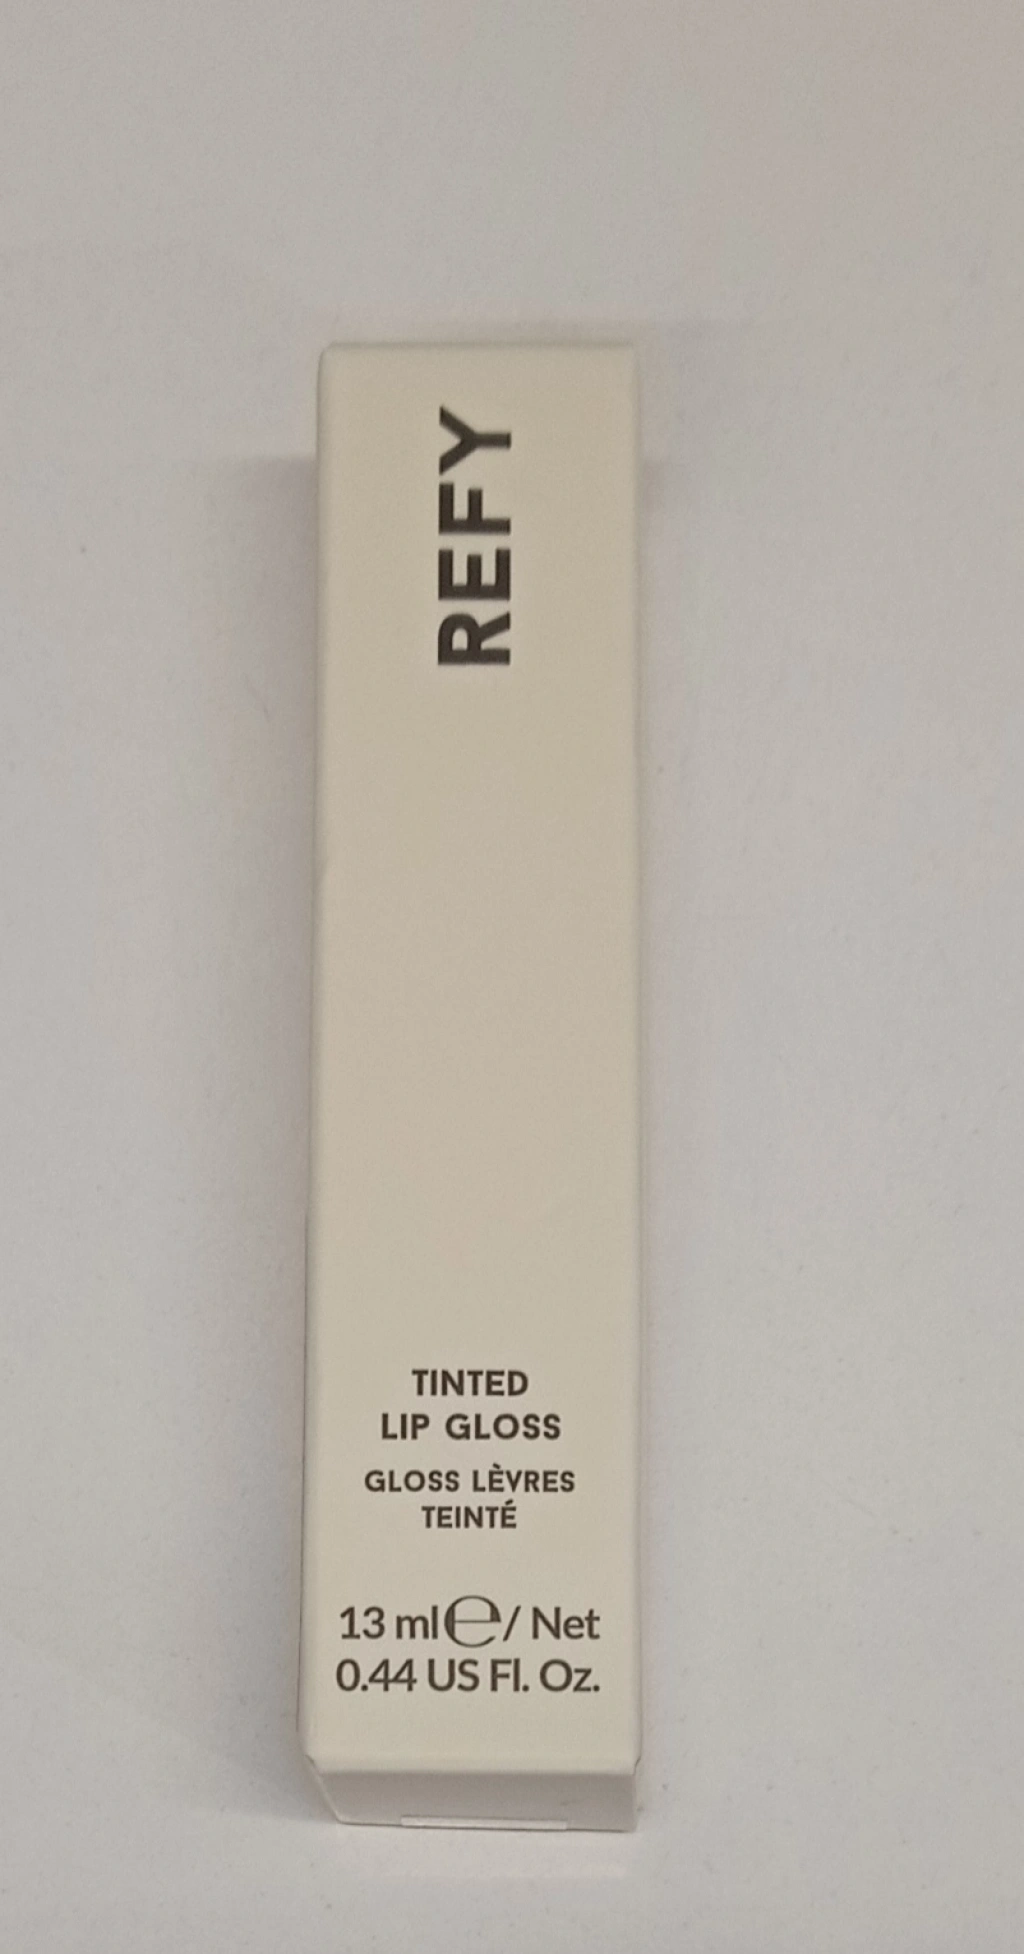 REFY
TINTED
LIP GLOSS
GLOSS LÈVRES
TEINTÉ
13 ml℮/ Net
0.44 US Fl. Oz.